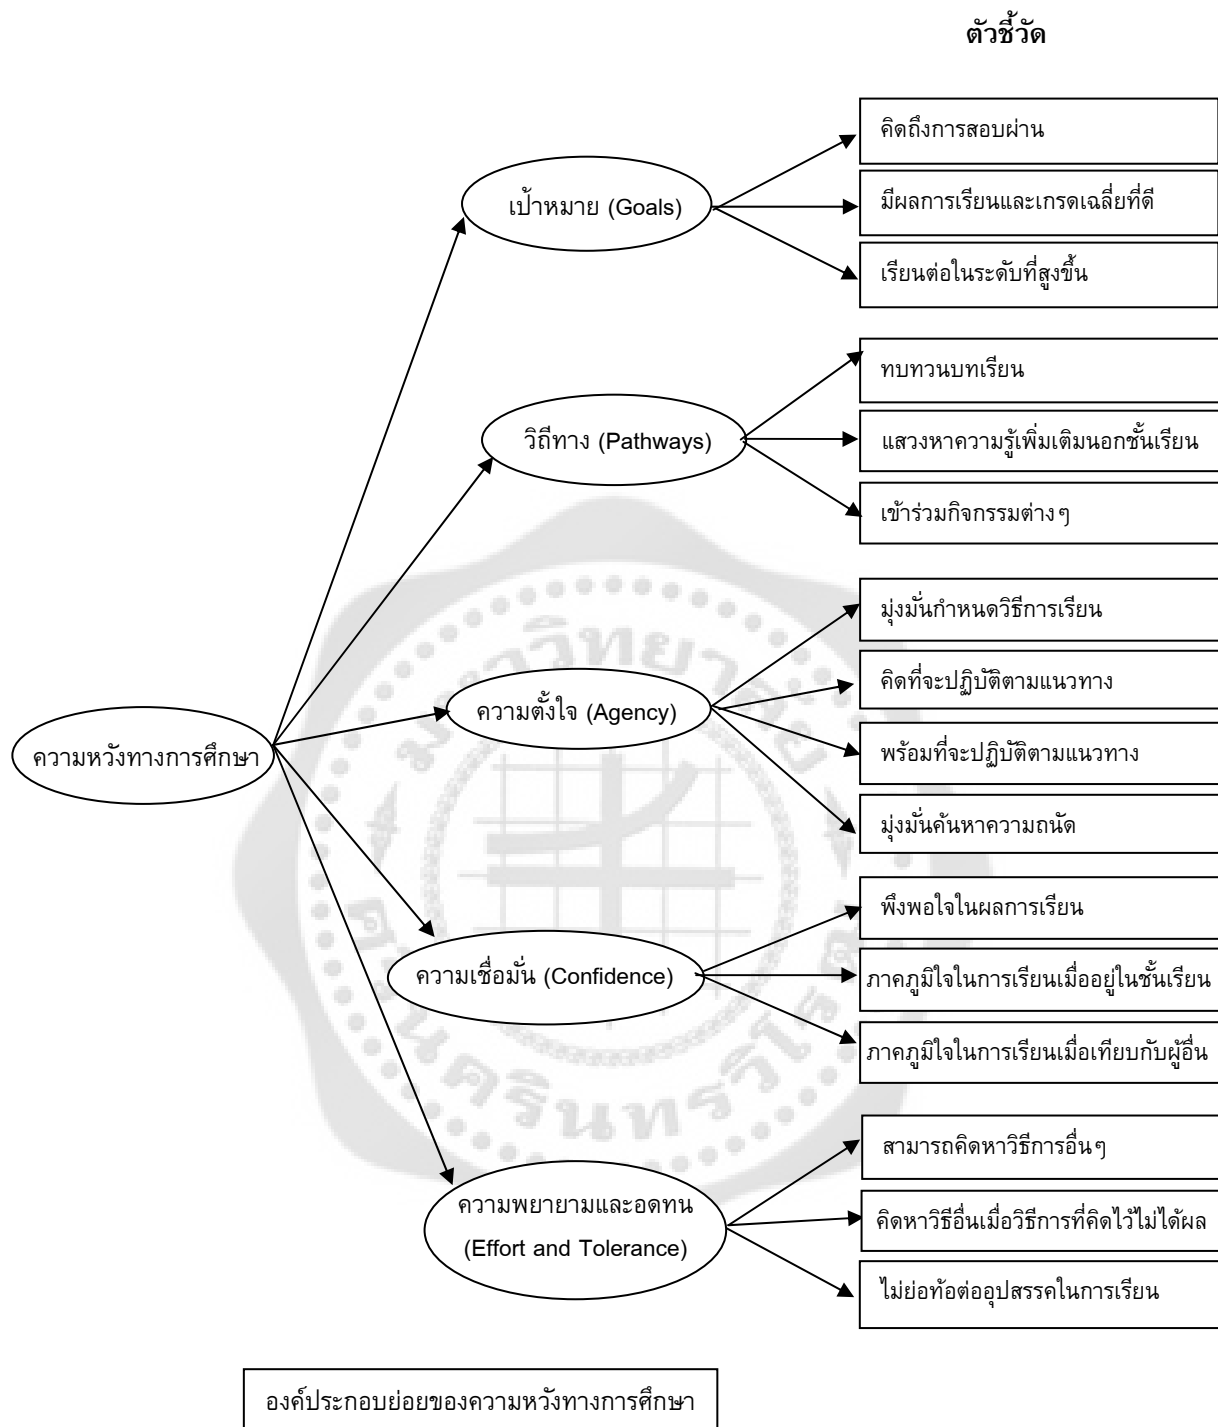 ตัวชี้วัด
คิดถึงการสอบผ่าน
เป้าหมาย (Goals)
มีผลการเรียนและเกรดเฉลี่ยที่ดี
เรียนต่อในระดับที่สูงขึ้น
ทบทวนบทเรียน
วิถีทาง (Pathways)
แสวงหาความรู้เพิ่มเติมนอกชั้นเรียน
เข้าร่วมกิจกรรมต่างๆ
มุ่งมั่นกำหนดวิธีการเรียน
คิดที่จะปฏิบัติตามแนวทาง
ความตั้งใจ (Agency)
ความหวังทางการศึกษา
พร้อมที่จะปฏิบัติตามแนวทาง
มุ่งมั่นค้นหาความถนัด
พึงพอใจในผลการเรียน
ความเชื่อมั่น (Confidence)
ภาคภูมิใจในการเรียนเมื่ออยู่ในชั้นเรียน
ภาคภูมิใจในการเรียนเมื่อเทียบกับผู้อื่น
สามารถคิดหาวิธีการอื่นๆ
ความพยายามและอดทน
(Effort and Tolerance)
คิดหาวิธีอื่นเมื่อวิธีการที่คิดไว้ไม่ได้ผล
ไม่ย่อท้อต่ออุปสรรคในการเรียน
องค์ประกอบย่อยของความหวังทางการศึกษา
มหาวิทยาลัย
ศรีนครินทรวิโรฒ